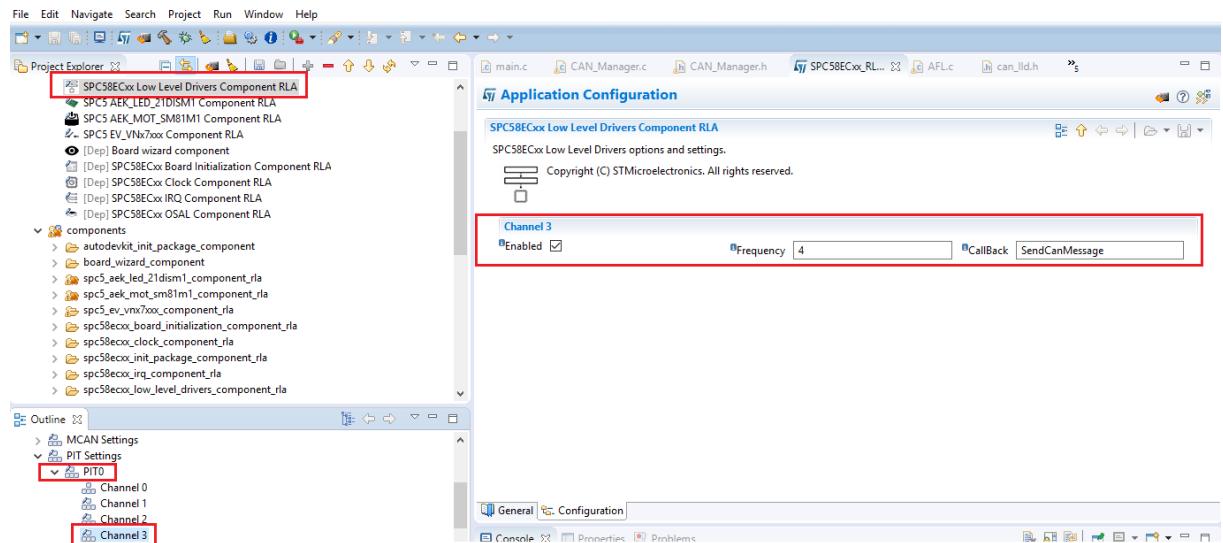 File Edit Navigate Search Project Run Window Help
Project Explorer
SPC58ECxx Low Level Drivers Component RLA
SPC5 AEK_LED_21DISM1 Component RLA
SPC5 AEK_MOT_SM81M1 Component RLA
SPC5 EV_VNx7xxx Component RLA
[Dep] Board wizard component
[Dep] SPC58ECxx Board Initialization Component RLA
[Dep] SPC58ECxx Clock Component RLA
[Dep] SPC58ECxx IRQ Component RLA
[Dep] SPC58ECxx OSAL Component RLA
components
autodevkit_init_package_component
board_wizard_component
spc5_aek_led_21dism1_component_rla
spc5_aek_mot_sm81m1_component_rla
spc5_ev_vnx7xxx_component_rla
spc58ecxx_board_initialization_component_rla
spc58ecxx_clock_component_rla
spc58ecxx_init_package_component_rla
spc58ecxx_irq_component_rla
spc58ecxx_low_level_drivers_component_rla
Outline
MCAN Settings
PIT Settings
PIT0
Channel 0
Channel 1
Channel 2
Channel 3
main.c CAN_Manager.c CAN_Manager.h SPC58ECxx_RL... AFL.c can_lld.h »5
Application Configuration
SPC58ECxx Low Level Drivers Component RLA
SPC58ECxx Low Level Drivers options and settings.
Copyright (C) STMicroelectronics. All rights reserved.
Channel 3
Enabled Frequency 4 CallBack SendCanMessage
General Configuration
Console Properties Problems